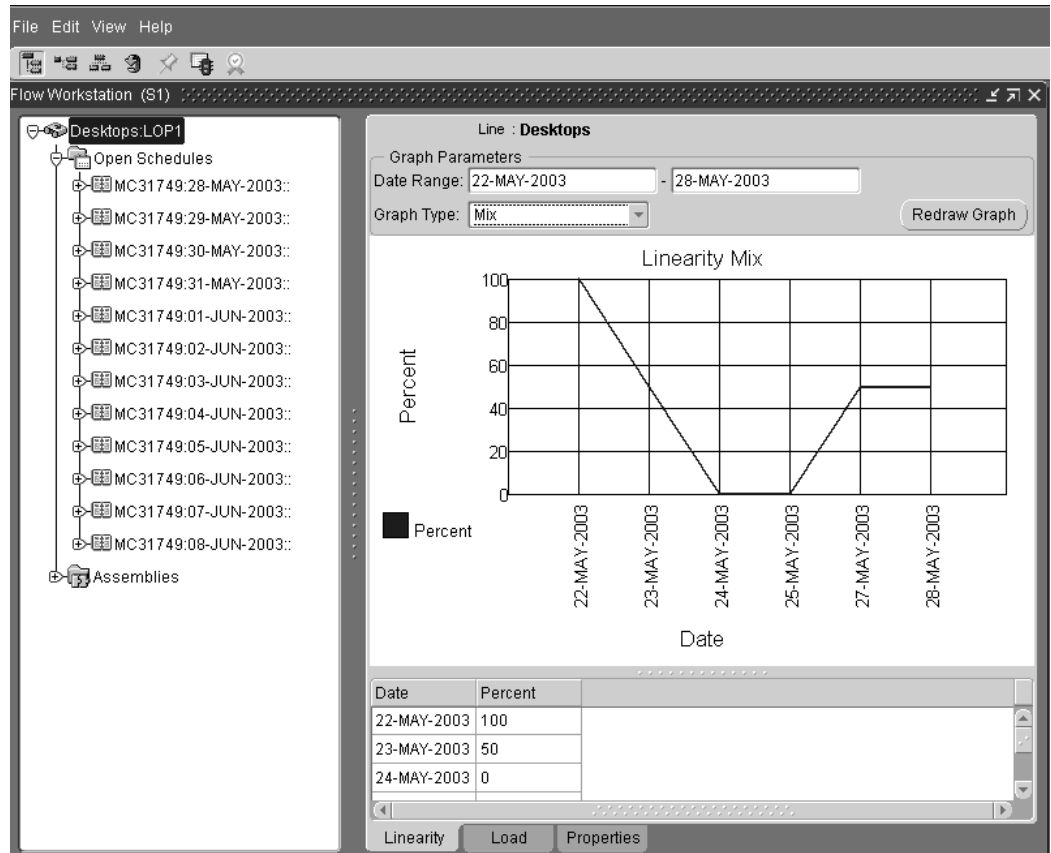 File Edit View Help
Flow Workstation (S1)
Desktops:LOP1
Open Schedules
MC31749:28-MAY-2003::
MC31749:29-MAY-2003::
MC31749:30-MAY-2003::
MC31749:31-MAY-2003::
MC31749:01-JUN-2003::
MC31749:02-JUN-2003::
MC31749:03-JUN-2003::
MC31749:04-JUN-2003::
MC31749:05-JUN-2003::
MC31749:06-JUN-2003::
MC31749:07-JUN-2003::
MC31749:08-JUN-2003::
Assemblies
Line : Desktops
Graph Parameters
Date Range: 22-MAY-2003 - 28-MAY-2003
Graph Type: Mix Redraw Graph
Linearity Mix
100
80
60
40
20
0
Percent
Percent
22-MAY-2003
23-MAY-2003
24-MAY-2003
25-MAY-2003
27-MAY-2003
28-MAY-2003
Date
Date Percent
22-MAY-2003 100
23-MAY-2003 50
24-MAY-2003 0
Linearity Load Properties